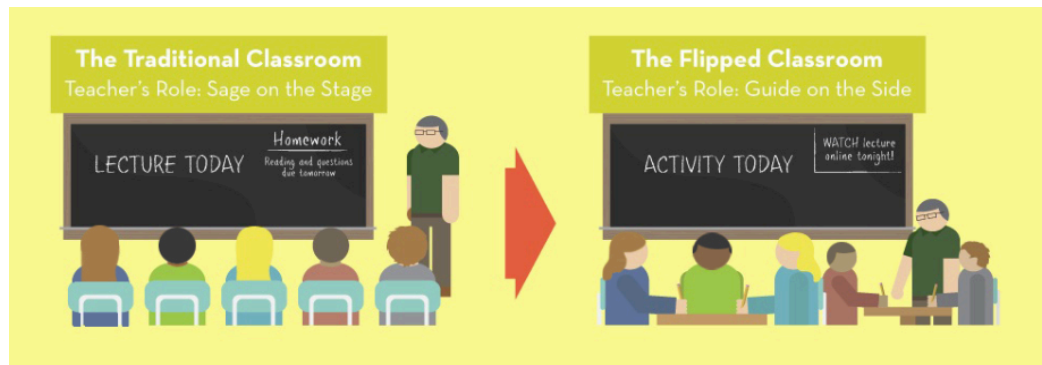 The Traditional Classroom
Teacher's Role: Sage on the Stage
LECTURE TODAY
Homework
Reading and questions
due tomorrow
The Flipped Classroom
Teacher's Role: Guide on the Side
ACTIVITY TODAY
WATCH lecture
online tonight!